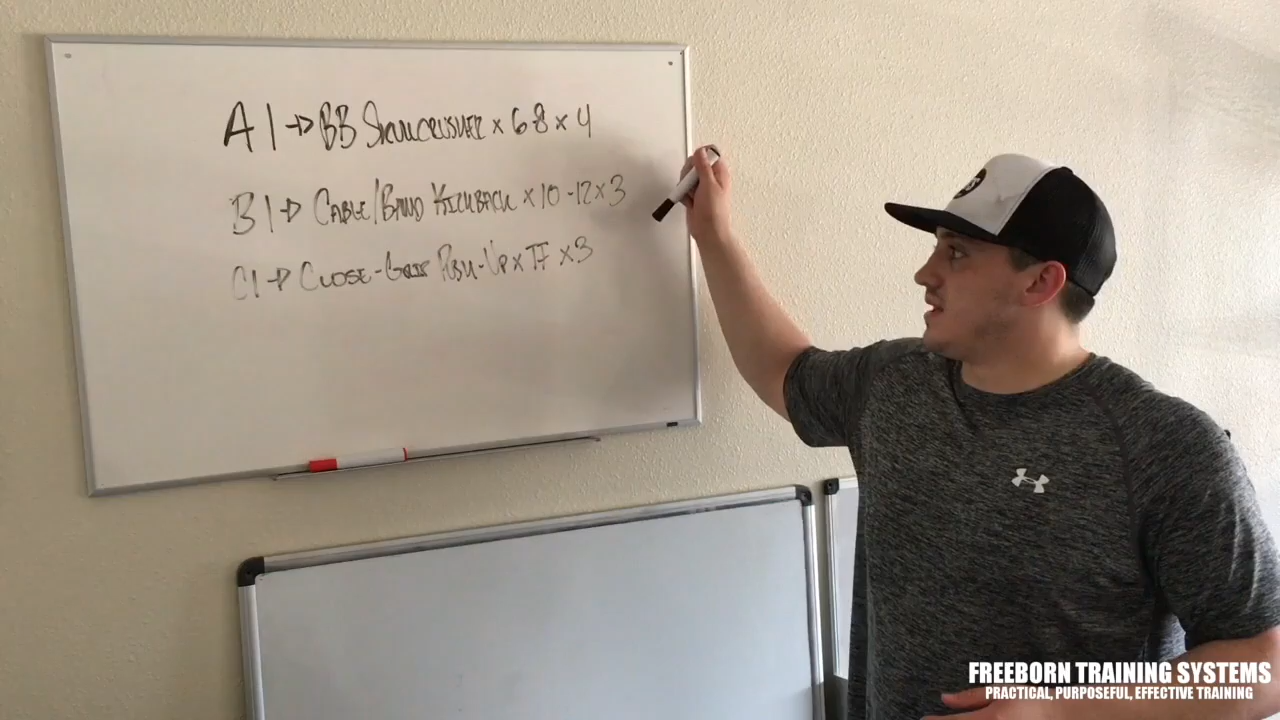 A1 → BB SKULLCRUSHER x 6-8 x 4
B1 → CABLE/BAND KICKBACK x 10-12 x 3
C1 → CLOSE-GRIP PUSH-UP x TF x 3
FREEBORN TRAINING SYSTEMS
PRACTICAL, PURPOSEFUL, EFFECTIVE TRAINING